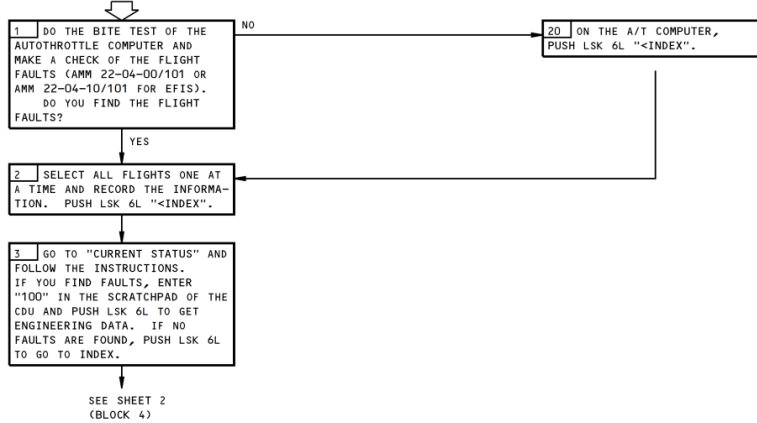 1 DO THE BITE TEST OF THE
AUTOTHROTTLE COMPUTER AND
MAKE A CHECK OF THE FLIGHT
FAULTS (AMM 22-04-00/101 OR
AMM 22-04-10/101 FOR EFIS).
DO YOU FIND THE FLIGHT
FAULTS?
NO
20 ON THE A/T COMPUTER,
PUSH LSK 6L "<INDEX".
YES
2 SELECT ALL FLIGHTS ONE AT
A TIME AND RECORD THE INFORMA-
TION. PUSH LSK 6L "<INDEX".
3 GO TO "CURRENT STATUS" AND
FOLLOW THE INSTRUCTIONS.
IF YOU FIND FAULTS, ENTER
"100" IN THE SCRATCHPAD OF THE
CDU AND PUSH LSK 6L TO GET
ENGINEERING DATA. IF NO
FAULTS ARE FOUND, PUSH LSK 6L
TO GO TO INDEX.
SEE SHEET 2
(BLOCK 4)